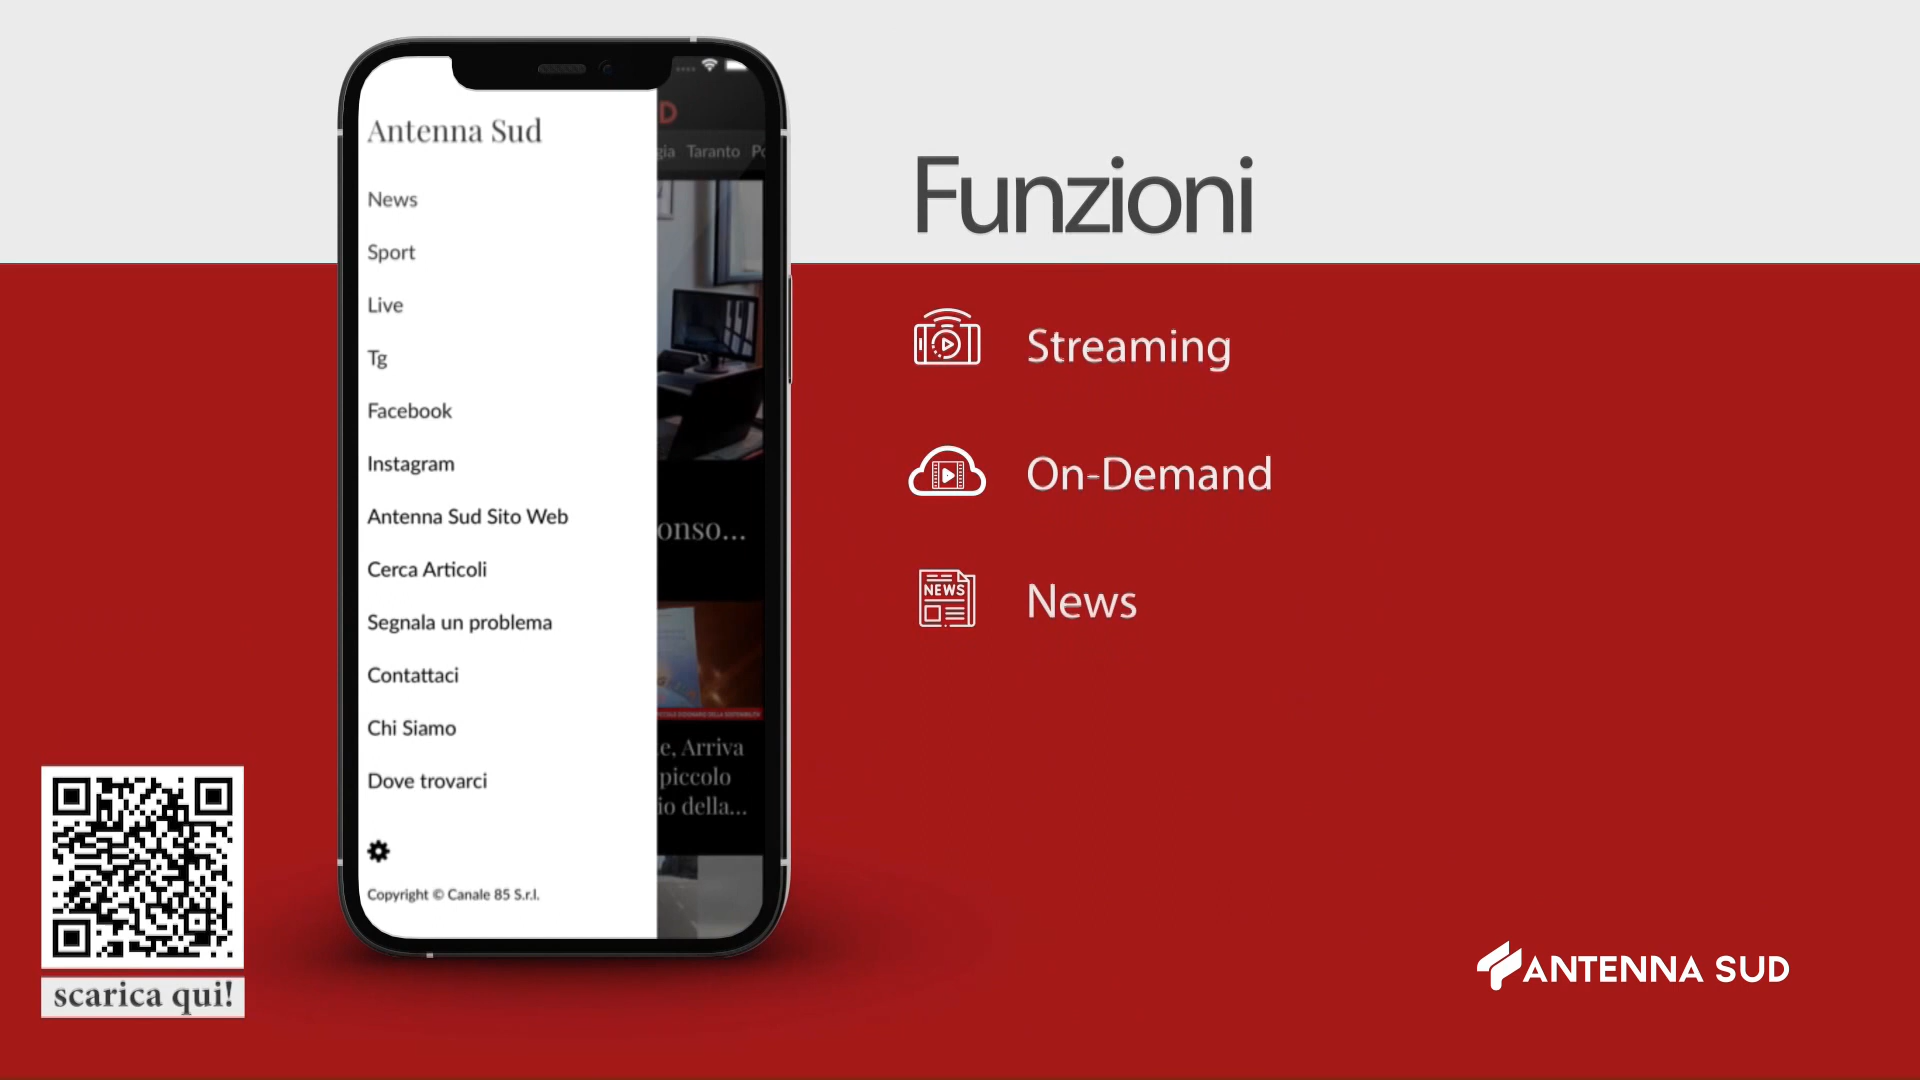 Antenna Sud
News
Sport
Live
Tg
Facebook
Instagram
Antenna Sud Sito Web
Cerca Articoli
Segnala un problema
Contattaci
Chi Siamo
Dove trovarci
Copyright © Canale 85 S.r.l.
D
gia Taranto Po
onso...
e, Arriva
piccolo
io della...
Funzioni
Streaming
On-Demand
NEWS
News
scarica qui!
ANTENNA SUD